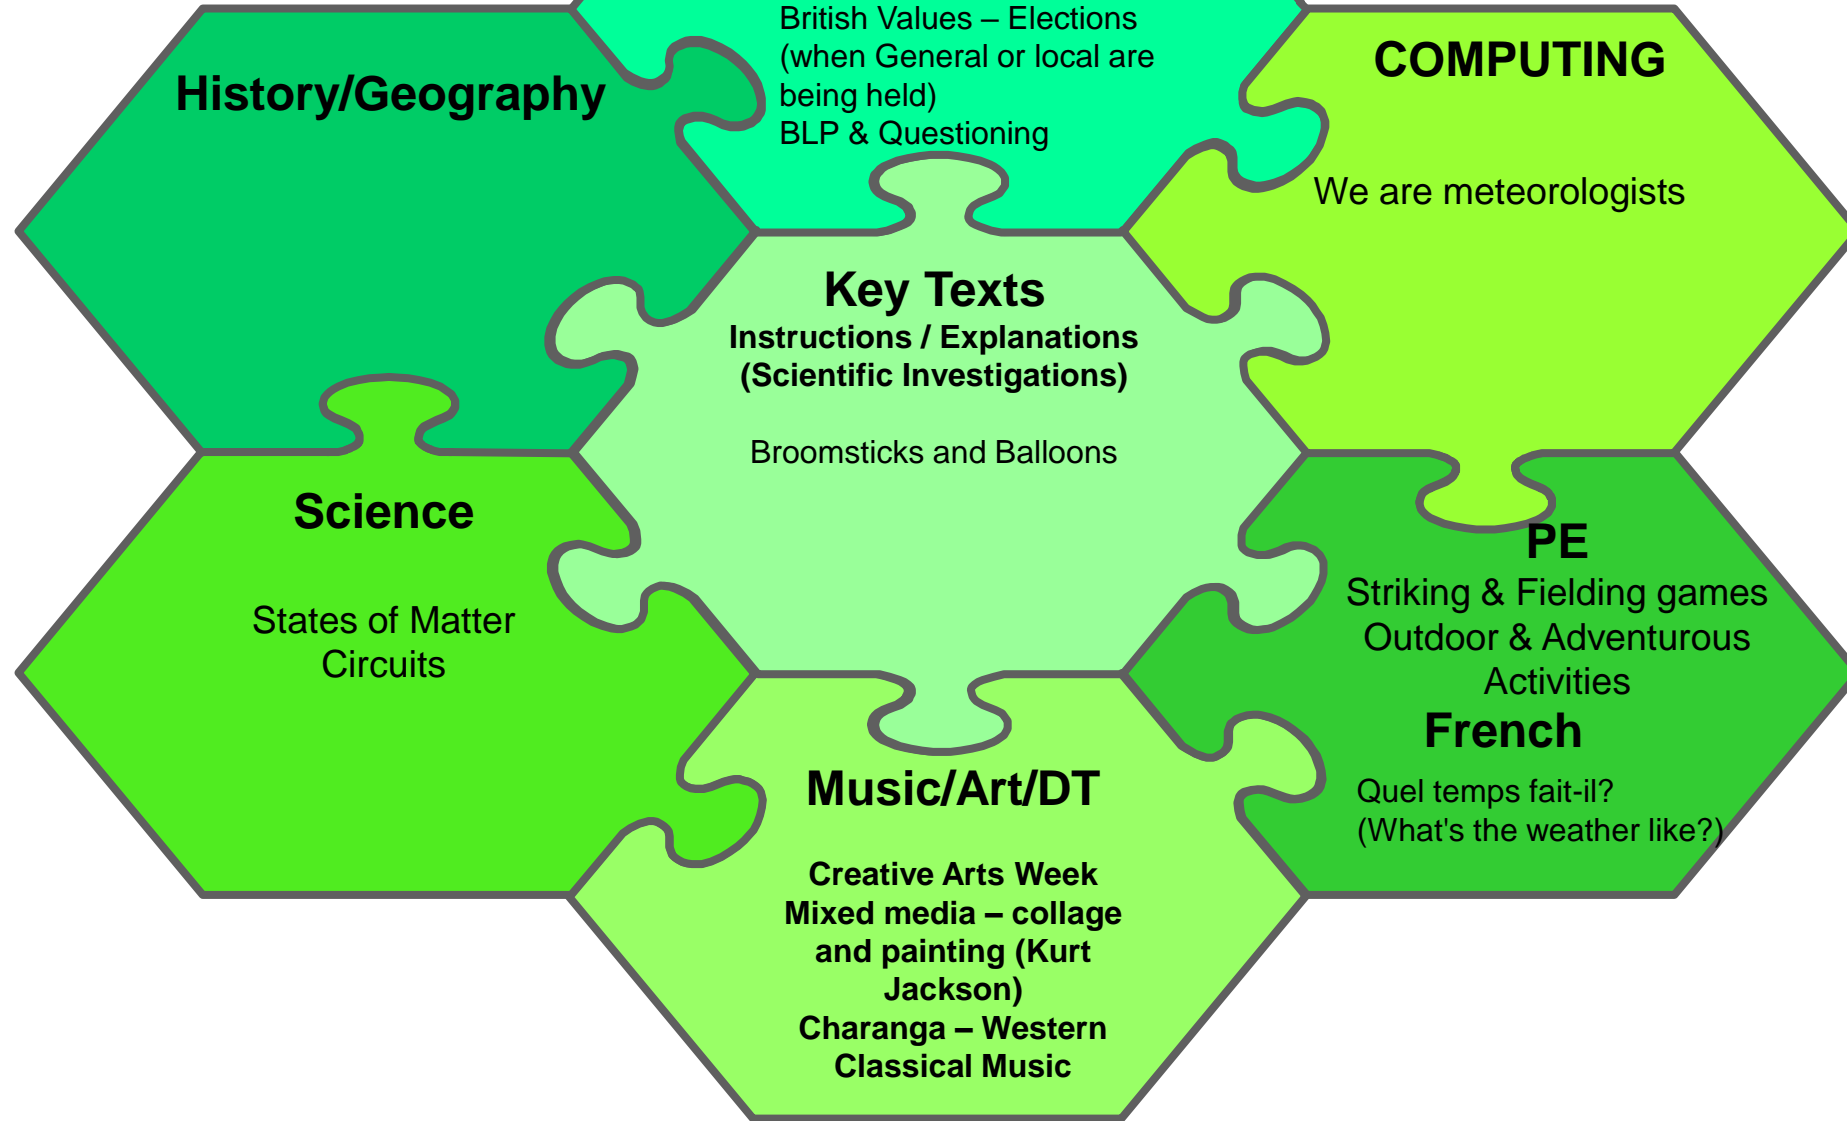 British Values – Elections
(when General or local are
being held)
BLP & Questioning
History/Geography
COMPUTING
We are meteorologists
Key Texts
Instructions / Explanations
(Scientific Investigations)
Broomsticks and Balloons
Science
States of Matter
Circuits
PE
Striking & Fielding games
Outdoor & Adventurous
Activities
French
Quel temps fait-il?
(What's the weather like?)
Music/Art/DT
Creative Arts Week
Mixed media – collage
and painting (Kurt
Jackson)
Charanga – Western
Classical Music